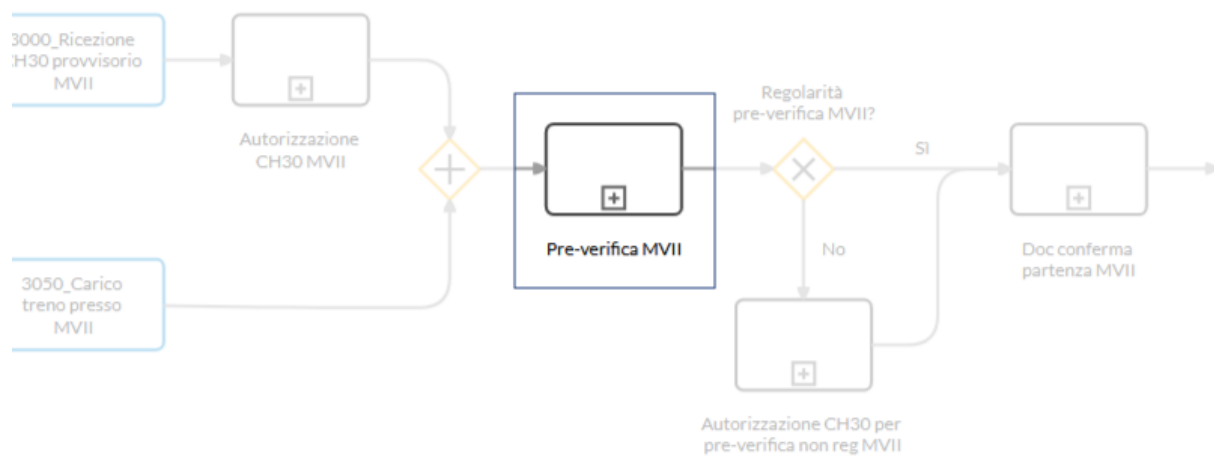 3000_Ricezione
CH30 provvisorio
MVII
Autorizzazione
CH30 MVII
3050_Carico
treno presso
MVII
Pre-verifica MVII
Regolarità
pre-verifica MVII?
SI
No
Autorizzazione CH30 per
pre-verifica non reg MVII
Doc conferma
partenza MVII